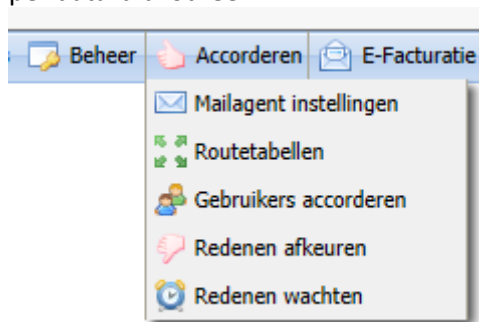 Beheer Accorderen E-Facturatie
Mailagent instellingen
Routetabellen
Gebruikers accorderen
Redenen afkeuren
Redenen wachten